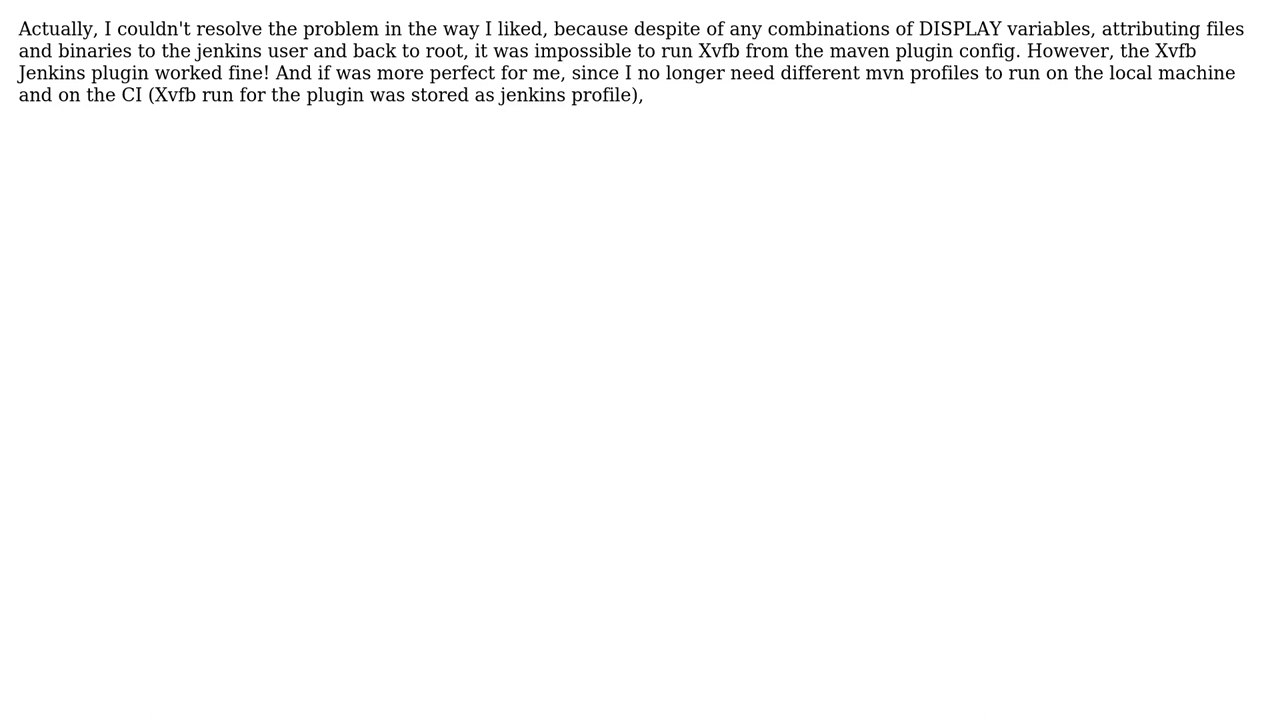 Actually, I couldn't resolve the problem in the way I liked, because despite of any combinations of DISPLAY variables, attributing files
and binaries to the jenkins user and back to root, it was impossible to run Xvfb from the maven plugin config. However, the Xvfb
Jenkins plugin worked fine! And if was more perfect for me, since I no longer need different mvn profiles to run on the local machine
and on the CI (Xvfb run for the plugin was stored as jenkins profile),